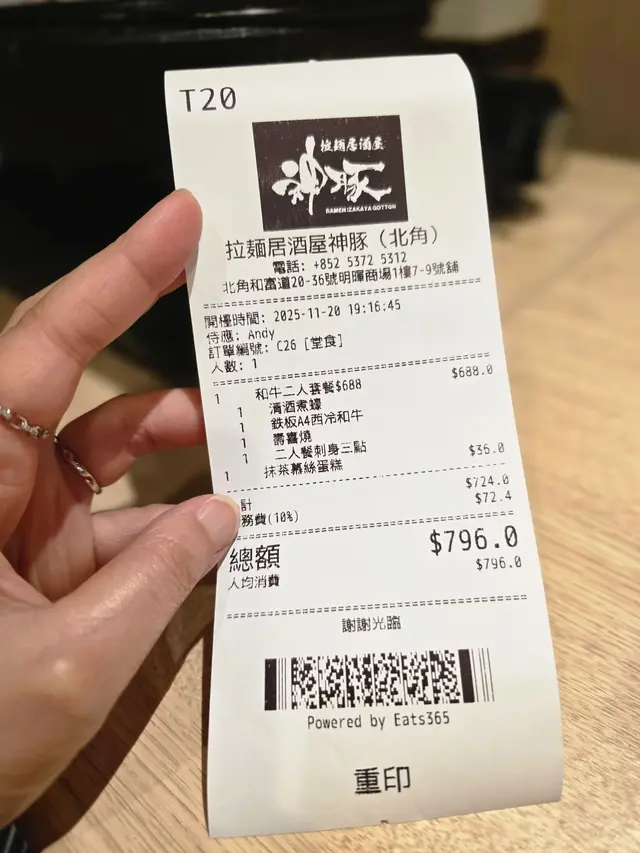 T20
拉麵居酒屋
神豚
RAMEN IZAKAYA GOTTON
拉麵居酒屋神豚（北角）
電話: +852 5372 5312
北角和富道20-36號明暉商場1樓7-9號舖
開檯時間: 2025-11-20 19:16:45
侍應: Andy
訂單編號: C26 [堂食]
人數: 1
1 和牛二人套餐$688 $688.0
1 清酒煮蠔
1 鉄板A4西冷和牛
1 壽喜燒
1 二人餐刺身三點
1 抹茶幕絲蛋糕 $36.0
計 $724.0
務費(10%) $72.4
總額 $796.0
人均消費 $796.0
謝謝光臨
Powered by Eats365
重印